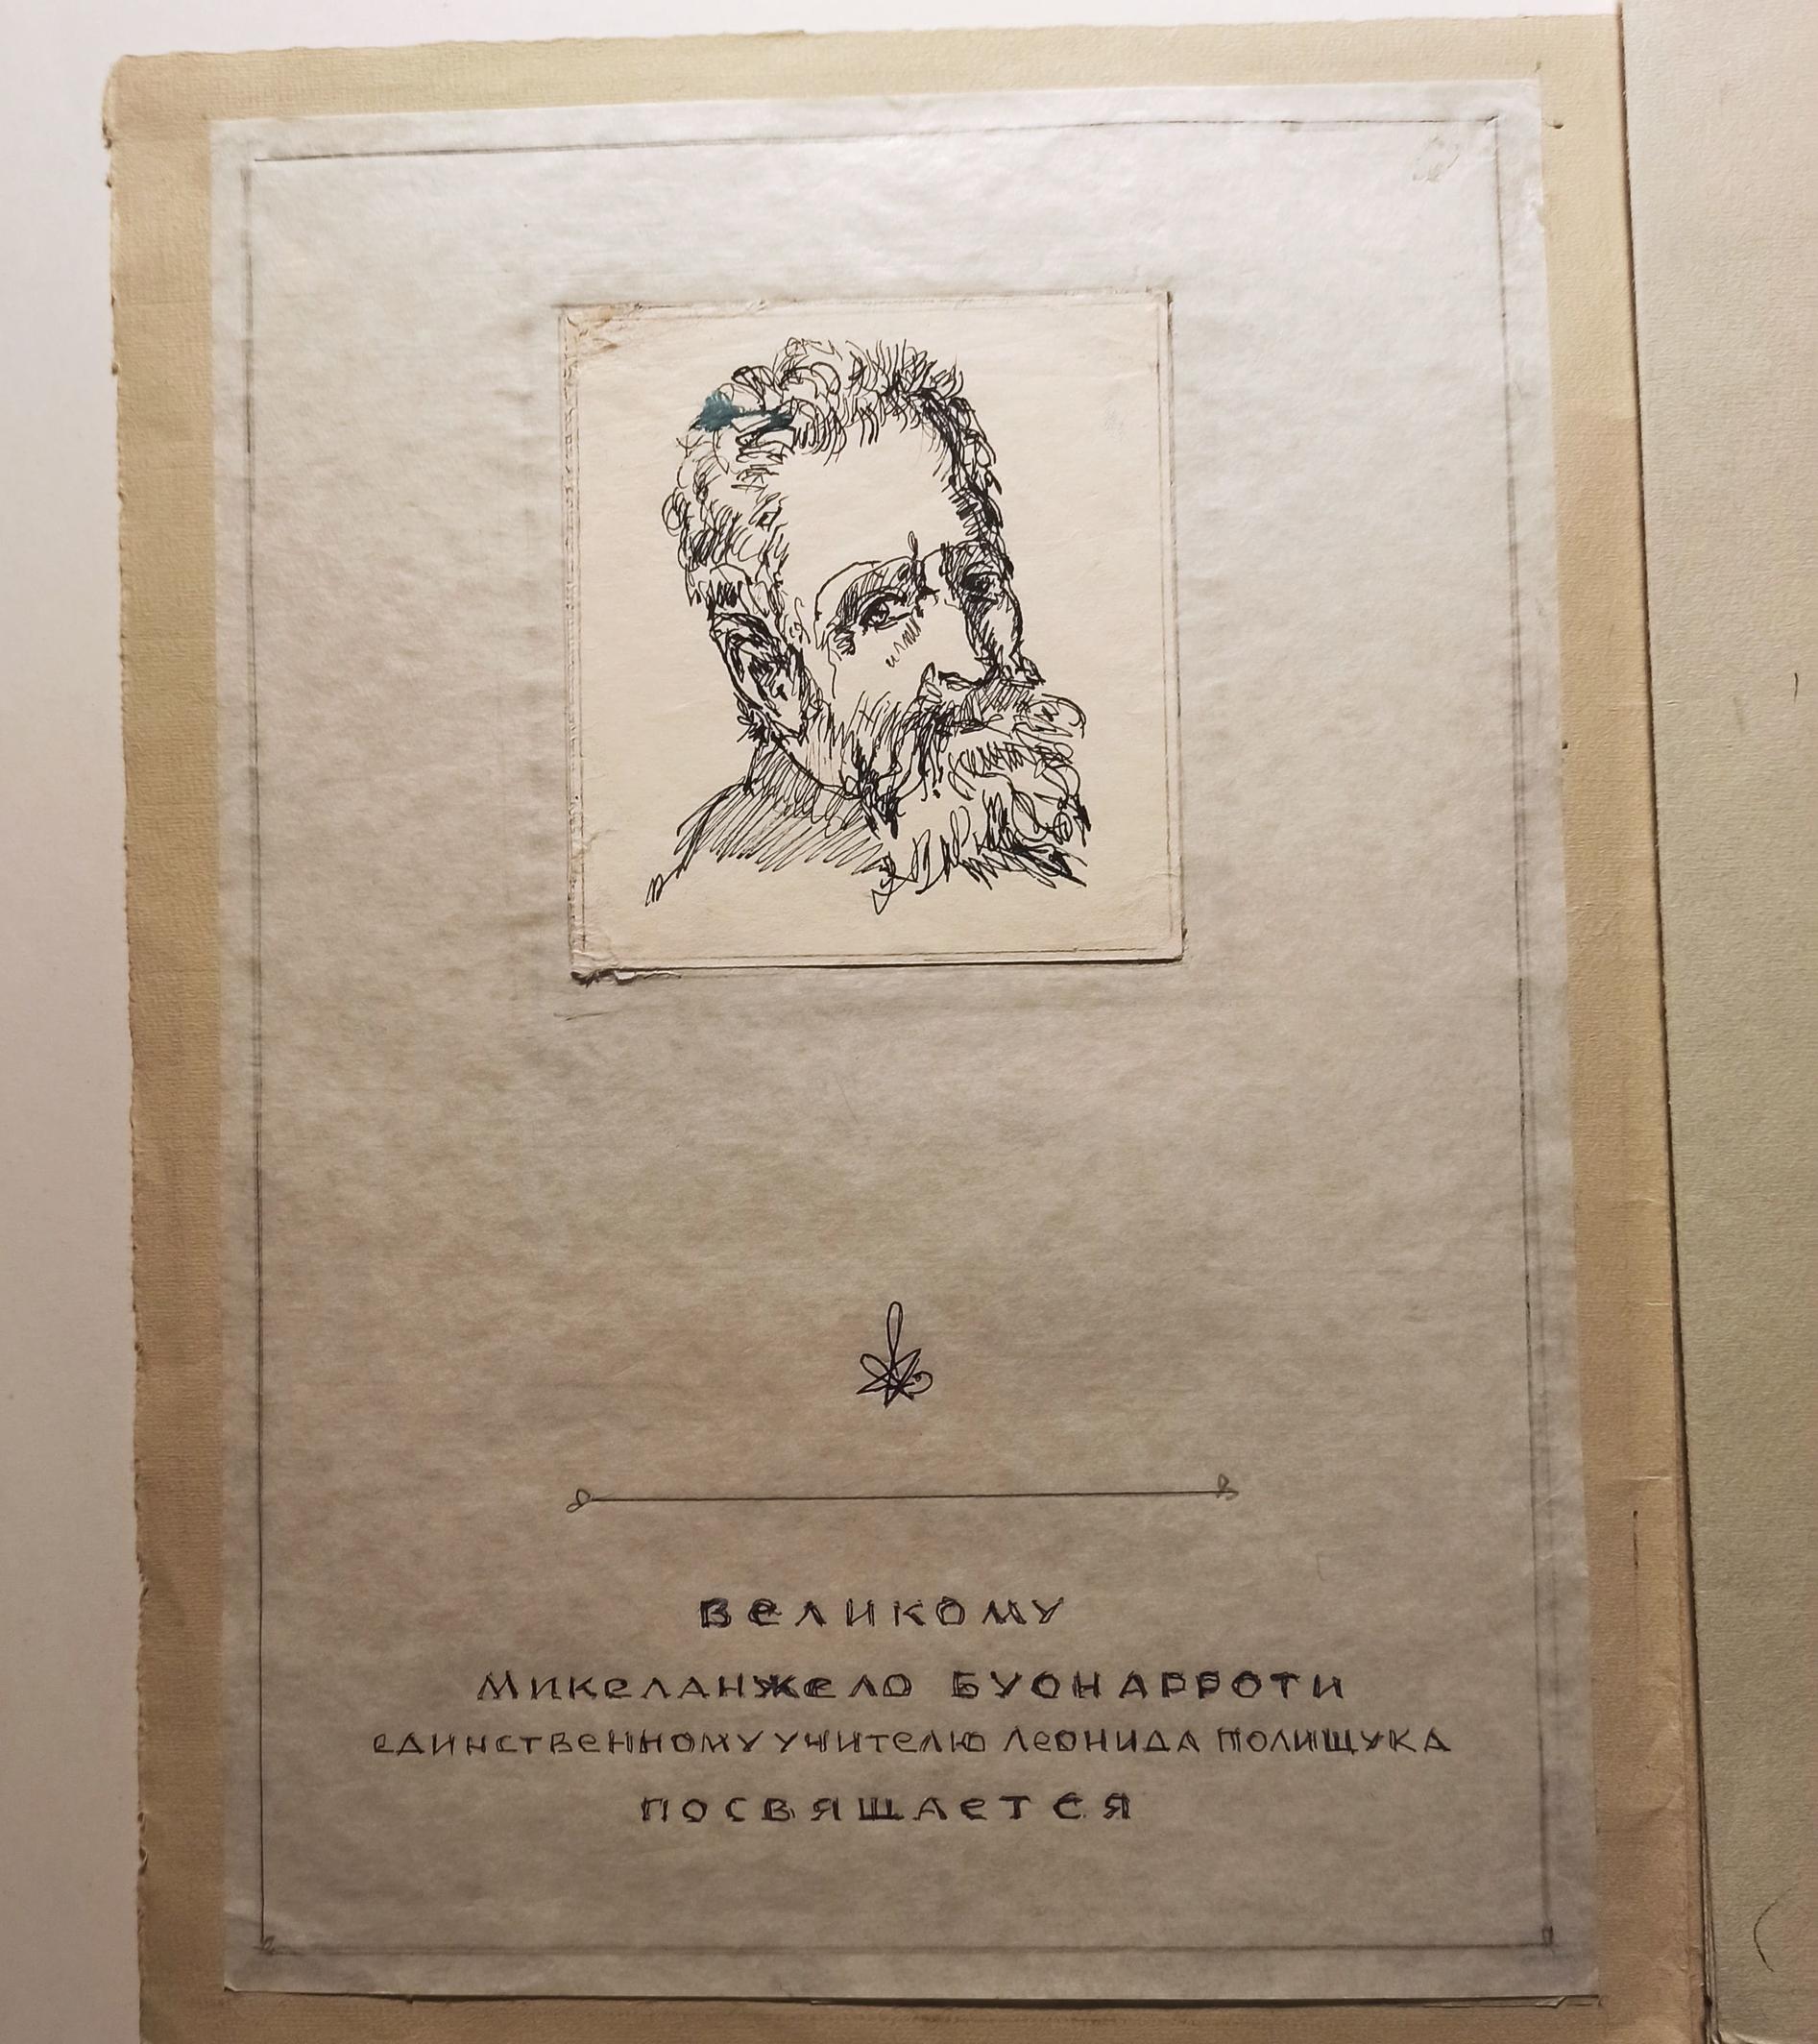 Великому
Микеланжело Буонарроти
единственному учителю Леонида Полищука
посвящается